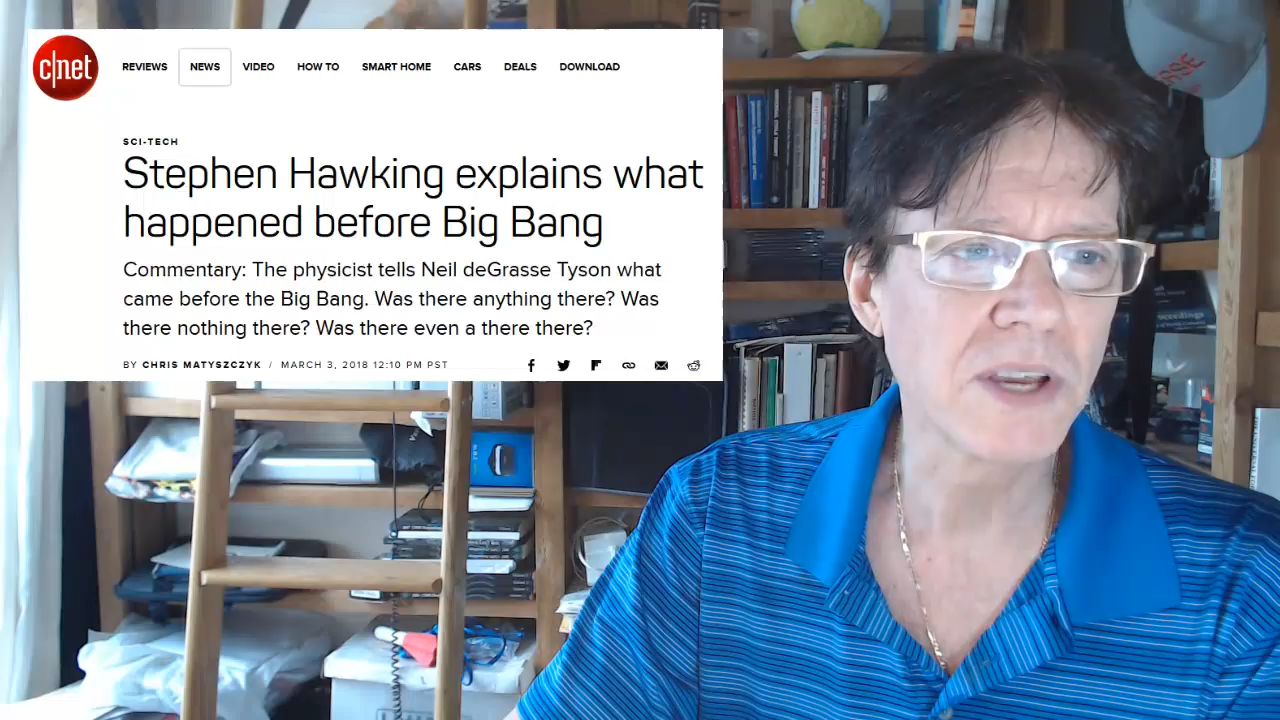 c|net
REVIEWS NEWS VIDEO HOW TO SMART HOME CARS DEALS DOWNLOAD
SCI-TECH
Stephen Hawking explains what
happened before Big Bang
Commentary: The physicist tells Neil deGrasse Tyson what
came before the Big Bang. Was there anything there? Was
there nothing there? Was there even a there there?
BY CHRIS MATYSZCZYK / MARCH 3, 2018 12:10 PM PST